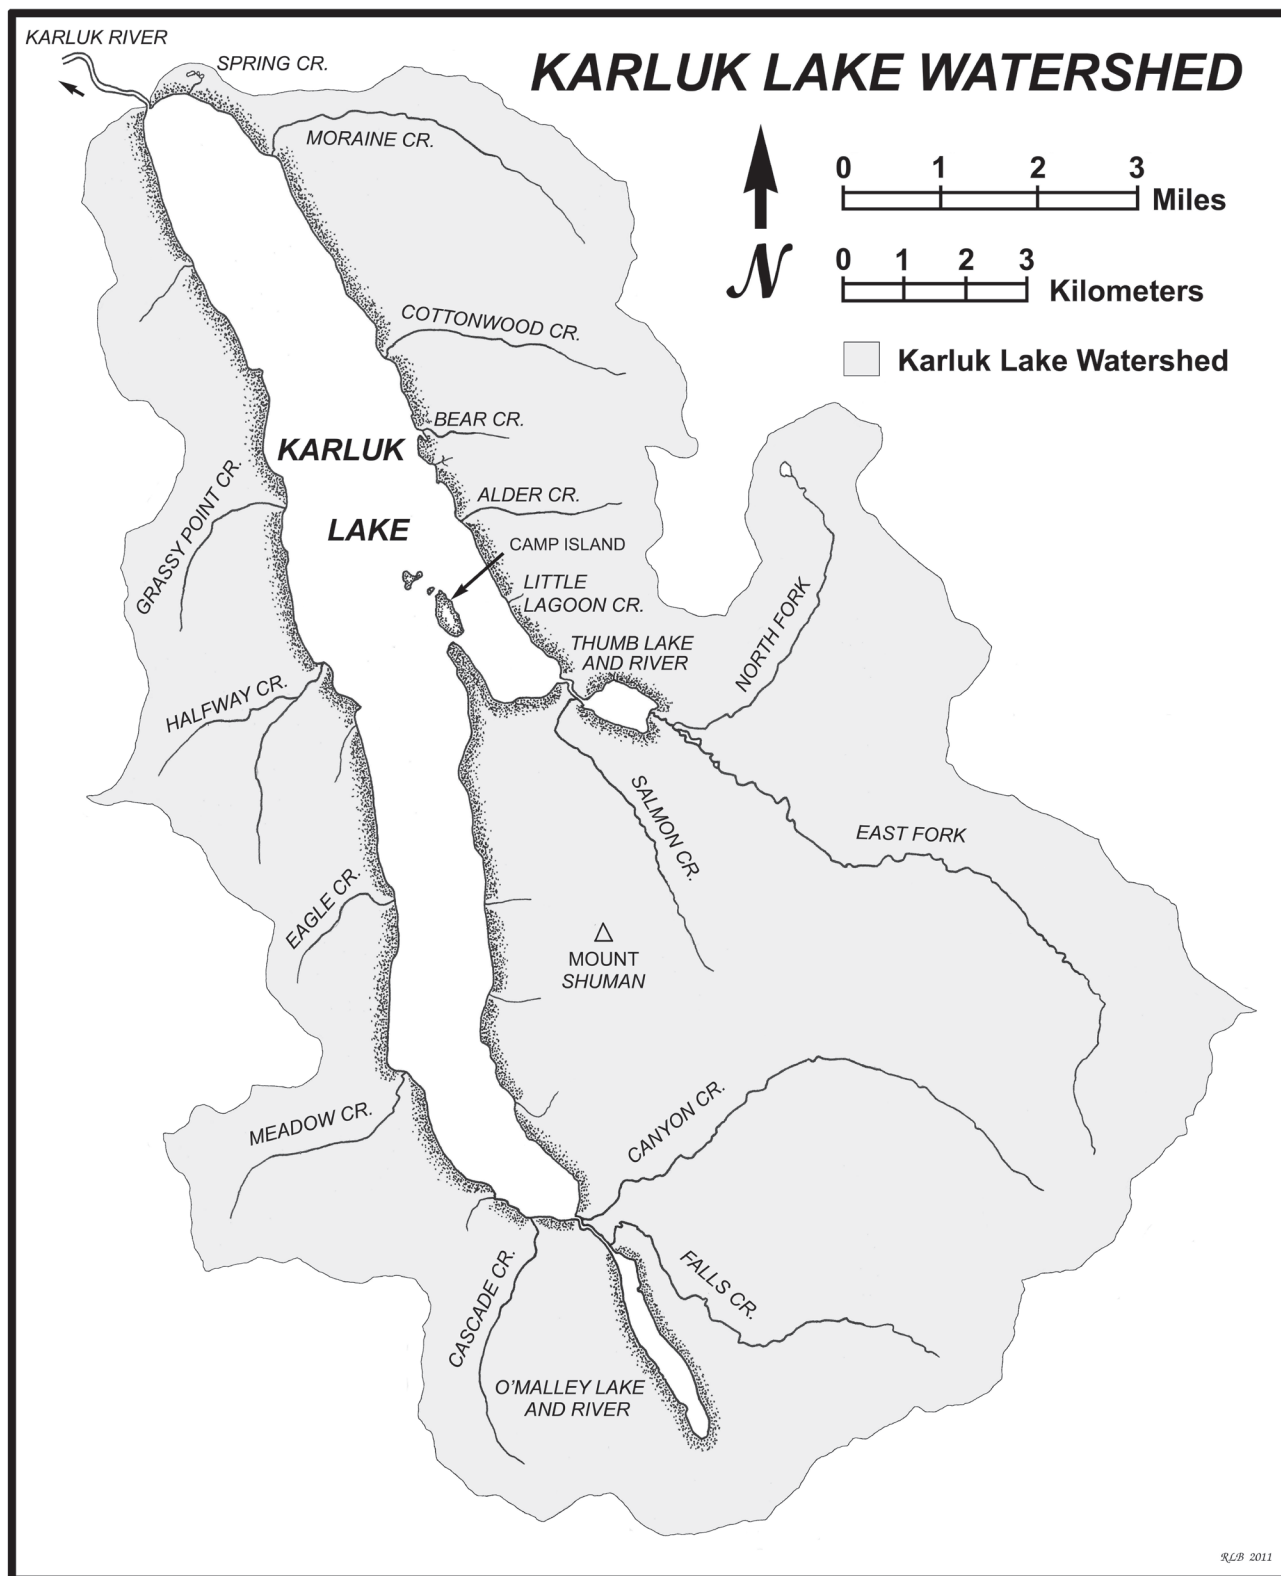 KARLUK RIVER
SPRING CR.
KARLUK LAKE WATERSHED
MORAINE CR.
0 1 2 3
Miles
N
0 1 2 3
Kilometers
COTTONWOOD CR.
Karluk Lake Watershed
BEAR CR.
KARLUK
GRASSY POINT CR.
ALDER CR.
LAKE
CAMP ISLAND
LITTLE
LAGOON CR.
THUMB LAKE
AND RIVER
NORTH FORK
HALFWAY CR.
SALMON CR.
EAST FORK
EAGLE CR.
MOUNT
SHUMAN
MEADOW CR.
CANYON CR.
CASCADE CR.
FALLS CR.
O'MALLEY LAKE
AND RIVER
RLB 2011